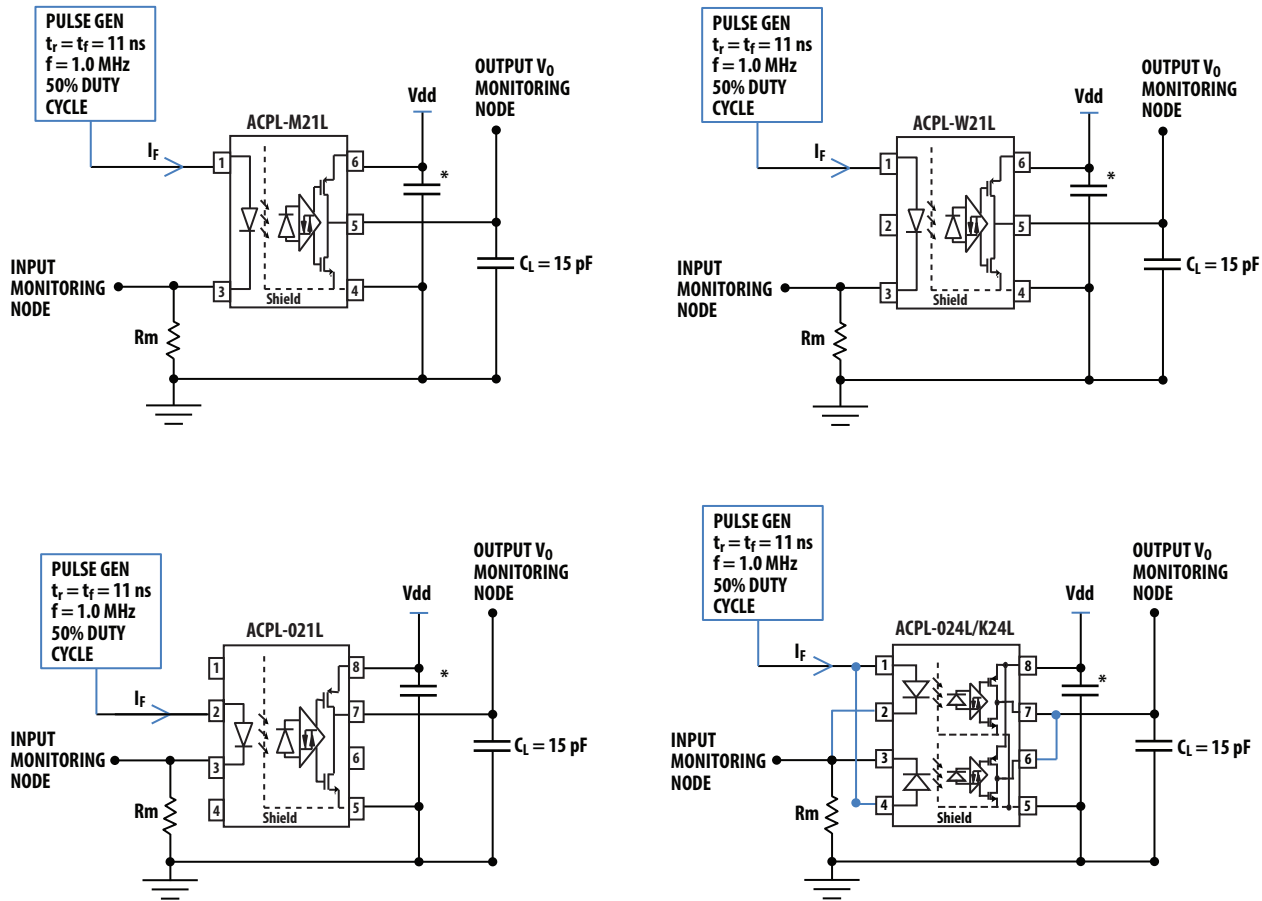 PULSE GEN
tr = tf = 11 ns
f = 1.0 MHz
50% DUTY
CYCLE
OUTPUT V0
MONITORING
NODE
Vdd
ACPL-M21L
IF
1
6
*
5
CL = 15 pF
INPUT
MONITORING
NODE
3
4
Shield
Rm
PULSE GEN
tr = tf = 11 ns
f = 1.0 MHz
50% DUTY
CYCLE
OUTPUT V0
MONITORING
NODE
Vdd
ACPL-W21L
IF
1
6
*
2
5
CL = 15 pF
INPUT
MONITORING
NODE
3
4
Shield
Rm
PULSE GEN
tr = tf = 11 ns
f = 1.0 MHz
50% DUTY
CYCLE
OUTPUT V0
MONITORING
NODE
Vdd
ACPL-021L
1
8
*
IF
2
7
CL = 15 pF
INPUT
MONITORING
NODE
3
6
4
5
Shield
Rm
PULSE GEN
tr = tf = 11 ns
f = 1.0 MHz
50% DUTY
CYCLE
OUTPUT V0
MONITORING
NODE
Vdd
ACPL-024L/K24L
IF
1
8
*
2
7
CL = 15 pF
INPUT
MONITORING
NODE
3
6
4
5
Shield
Rm